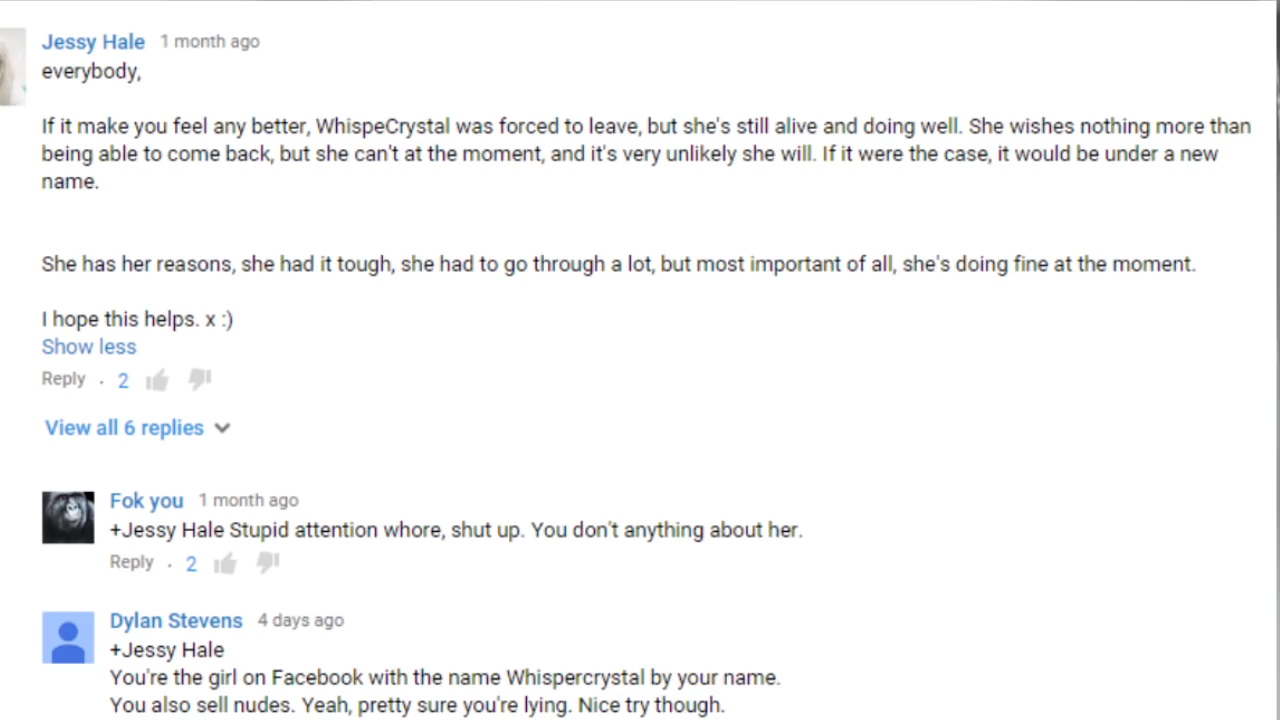 Jessy Hale 1 month ago
everybody,
If it make you feel any better, WhispeCrystal was forced to leave, but she's still alive and doing well. She wishes nothing more than
being able to come back, but she can't at the moment, and it's very unlikely she will. If it were the case, it would be under a new
name.
She has her reasons, she had it tough, she had to go through a lot, but most important of all, she's doing fine at the moment.
I hope this helps. x :)
Show less
Reply . 2
View all 6 replies
Fok you 1 month ago
+Jessy Hale Stupid attention whore, shut up. You don't anything about her.
Reply . 2
Dylan Stevens 4 days ago
+Jessy Hale
You're the girl on Facebook with the name Whispercrystal by your name.
You also sell nudes. Yeah, pretty sure you're lying. Nice try though.